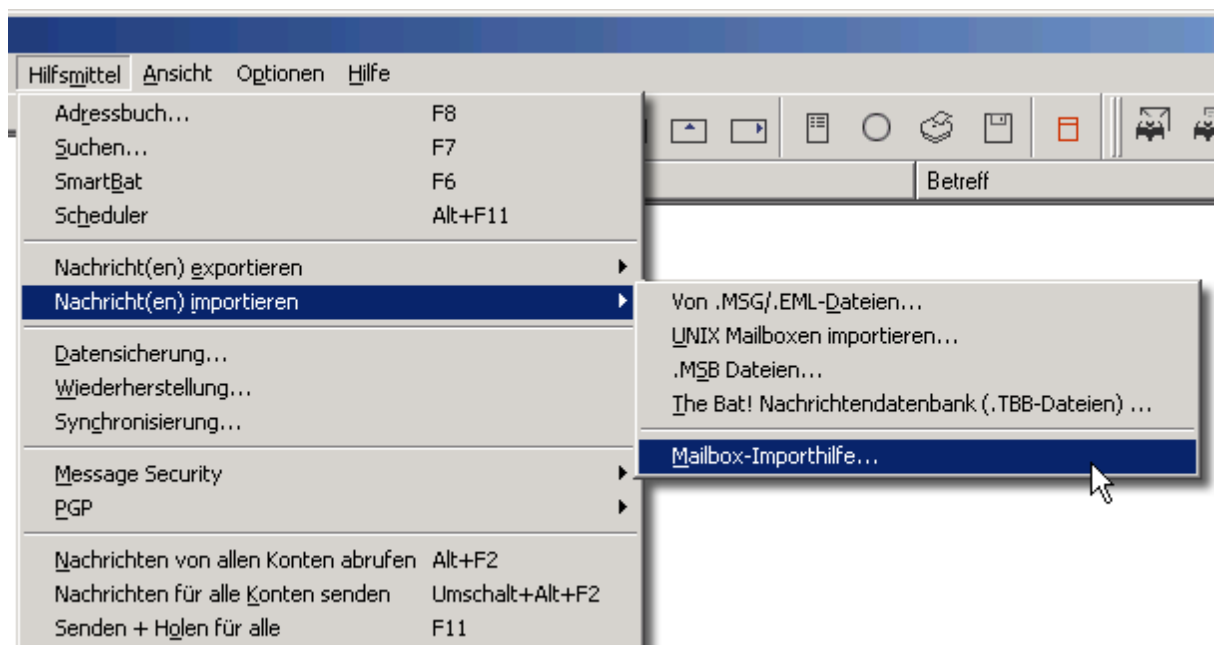 Hilfsmittel Ansicht Optionen Hilfe
Adressbuch... F8
Suchen... F7
SmartBat F6
Scheduler Alt+F11
Betreff
Nachricht(en) exportieren
Nachricht(en) importieren
Von .MSG/.EML-Dateien...
UNIX Mailboxen importieren...
.MSB Dateien...
The Bat! Nachrichtendatenbank (.TBB-Dateien) ...
Mailbox-Importhilfe...
Datensicherung...
Wiederherstellung...
Synchronisierung...
Message Security
PGP
Nachrichten von allen Konten abrufen Alt+F2
Nachrichten für alle Konten senden Umschalt+Alt+F2
Senden + Holen für alle F11